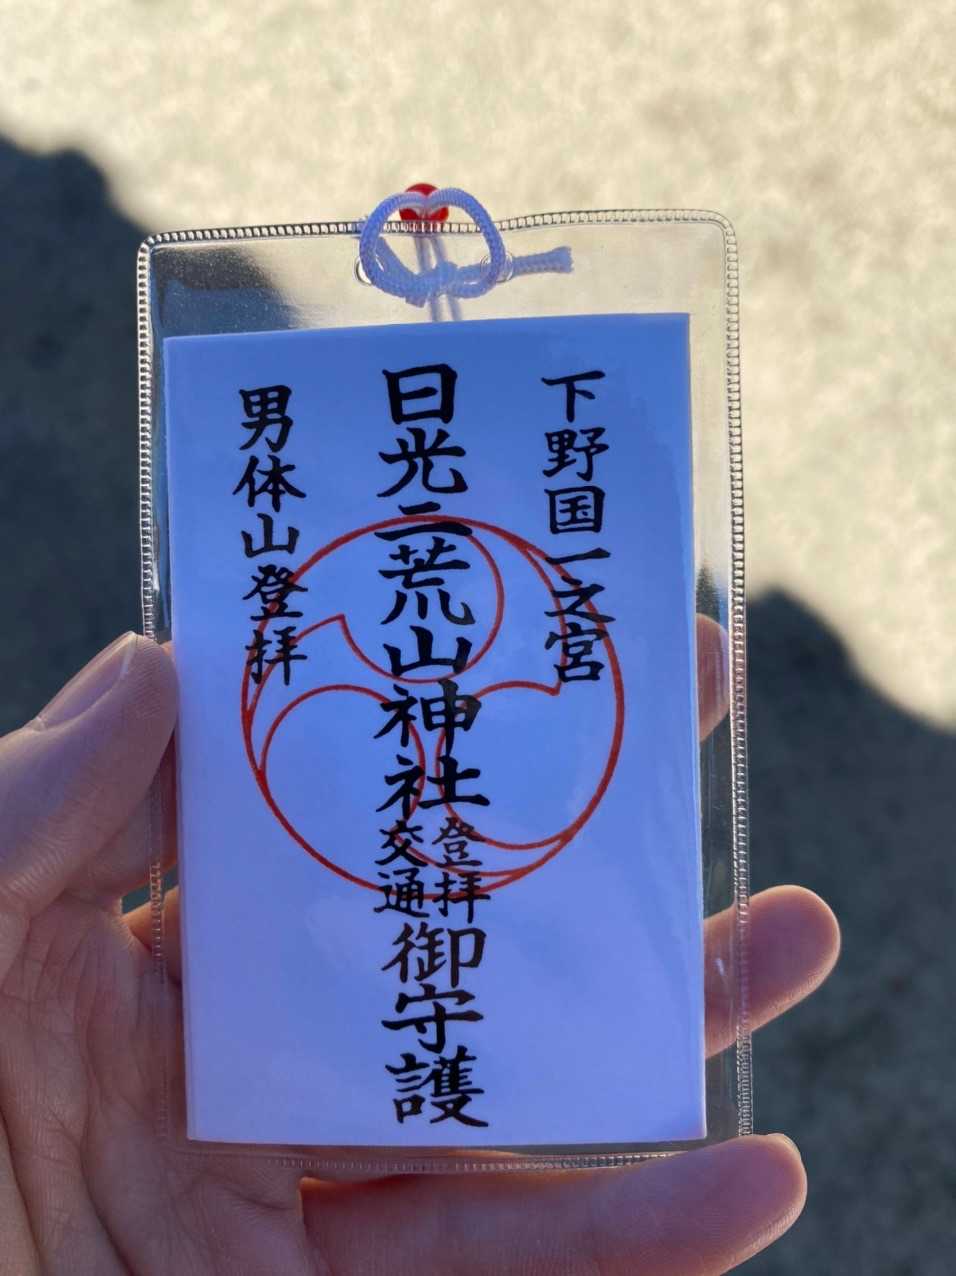 下野国一之宮
日光二荒山神社登拝交通御守護
男体山登拝